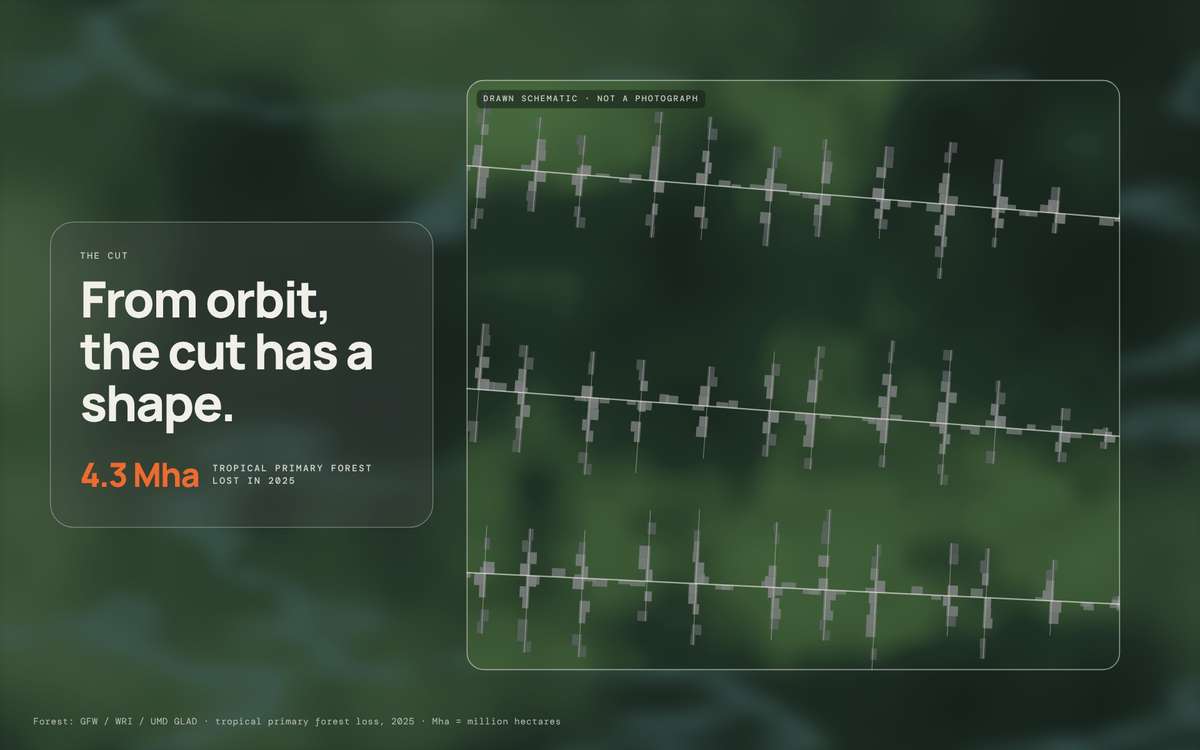 DRAWN SCHEMATIC · NOT A PHOTOGRAPH
THE CUT
From orbit,
the cut has a
shape.
4.3 Mha
TROPICAL PRIMARY FOREST
LOST IN 2025
Forest: GFW / WRI / UMD GLAD · tropical primary forest loss, 2025 · Mha = million hectares